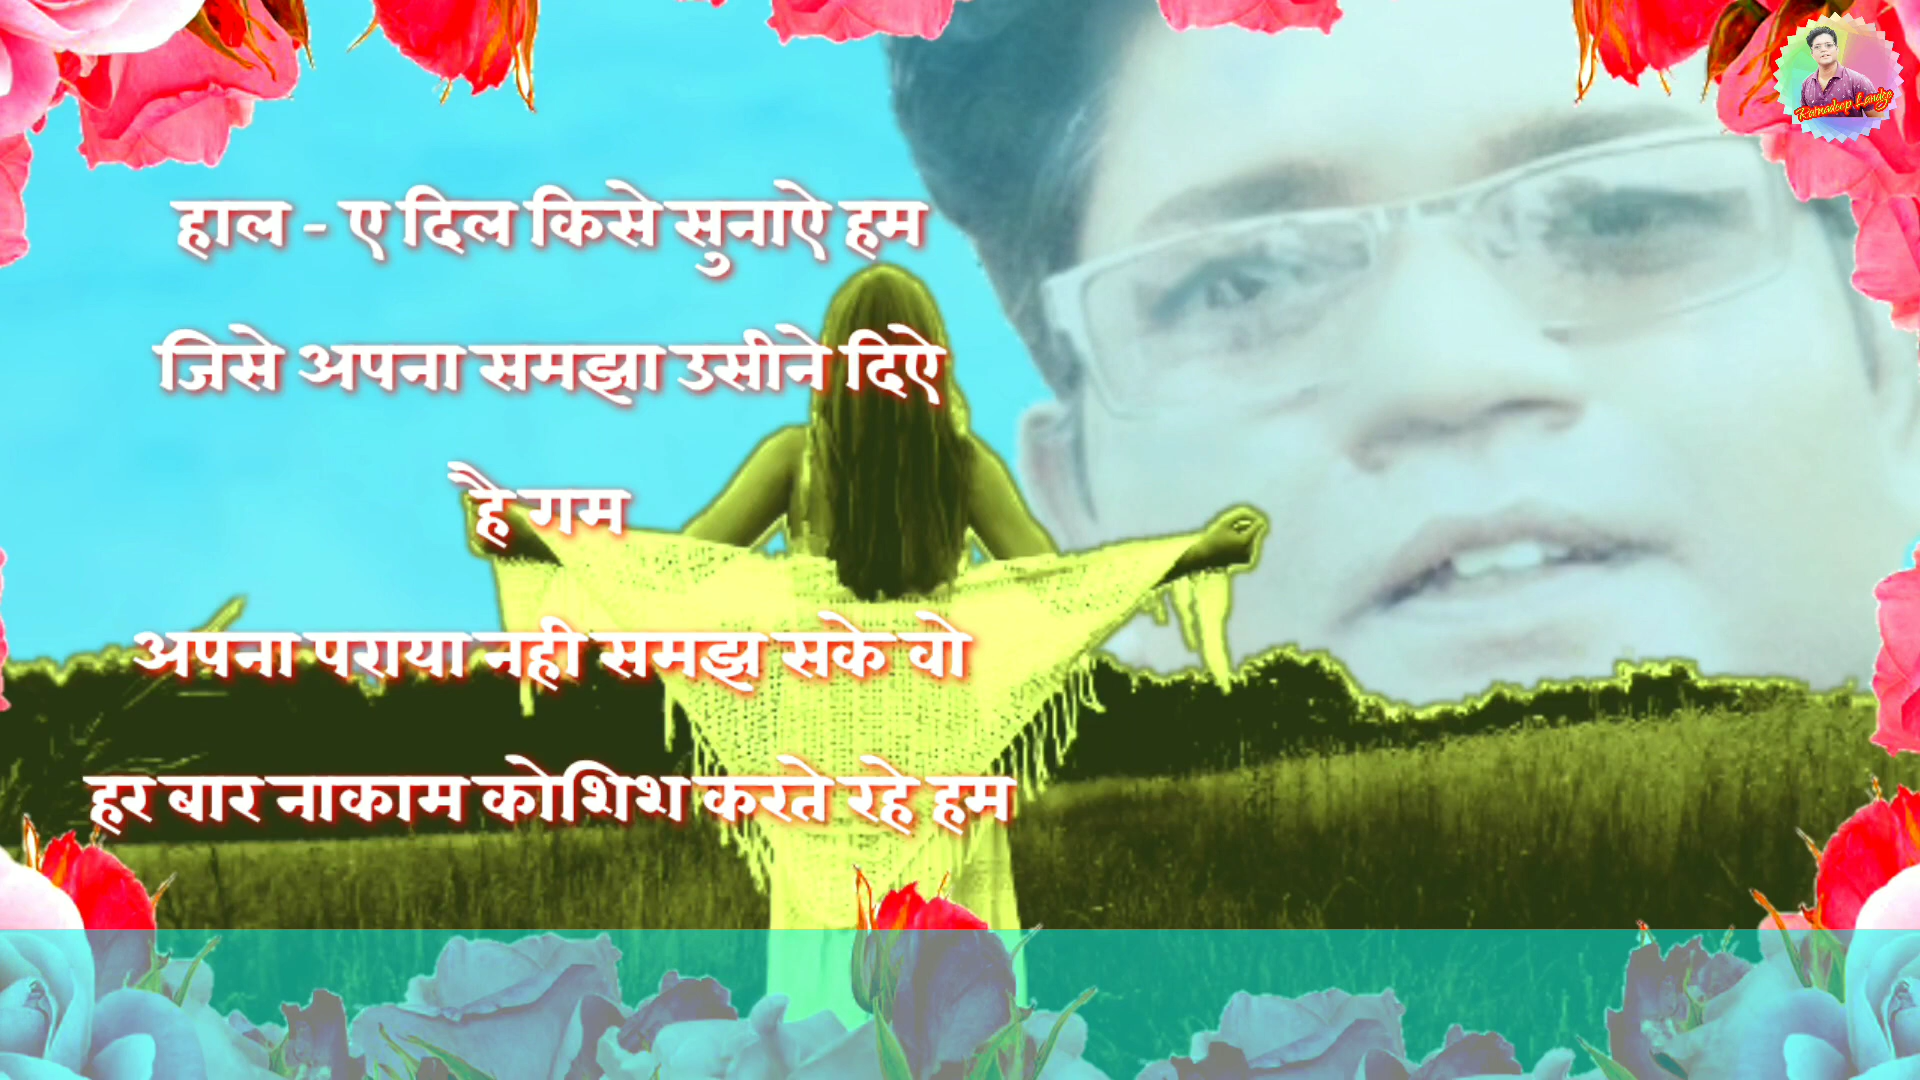 हाल - ए दिल किसे सुनाऐ हम
जिसे अपना समझा उसीने दिऐ
है गम
अपना पराया नही समझ सके वो
हर बार नाकाम कोशिश करते रहे हम